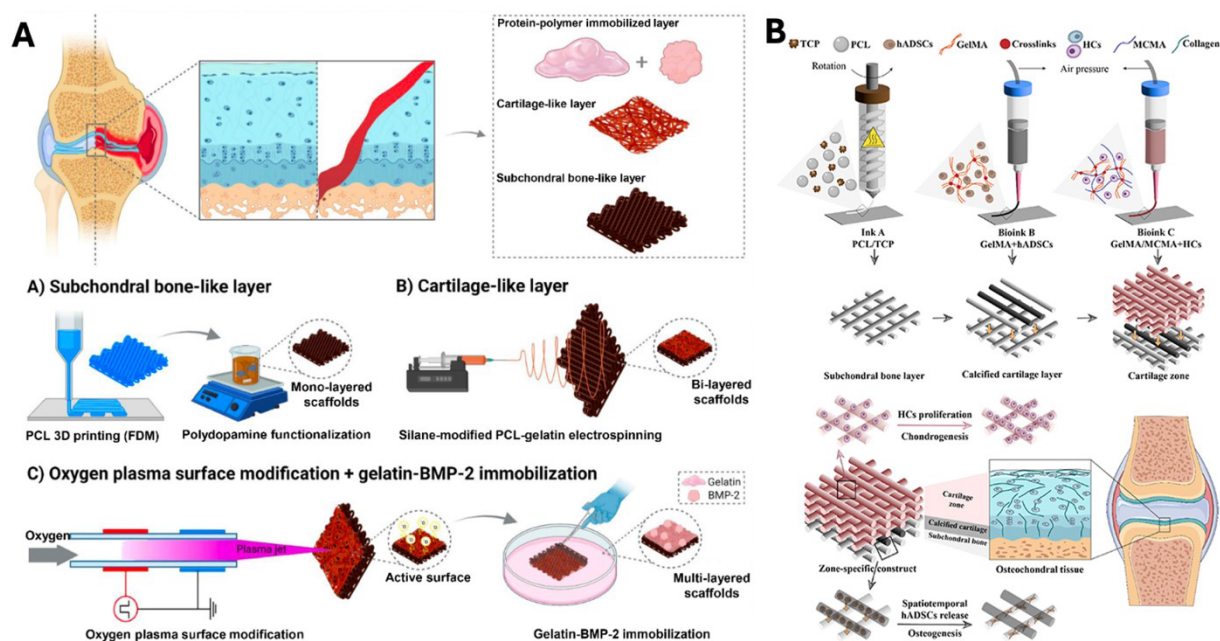 A
Protein-polymer immobilized layer
+
Cartilage-like layer
Subchondral bone-like layer
A) Subchondral bone-like layer
PCL 3D printing (FDM)
Polydopamine functionalization
Mono-layered
scaffolds
B) Cartilage-like layer
Silane-modified PCL-gelatin electrospinning
Bi-layered
scaffolds
C) Oxygen plasma surface modification + gelatin-BMP-2 immobilization
Oxygen
Plasma jet
Oxygen plasma surface modification
Active surface
Gelatin
BMP-2
Multi-layered
scaffolds
Gelatin-BMP-2 immobilization
B
TCP PCL hADSCs GelMA Crosslinks HCs MCMA Collagen
Rotation
Air pressure
Ink A
PCL/TCP
Bioink B
GelMA+hADSCs
Bioink C
GelMA/MCMA+HCs
Subchondral bone layer
Calcified cartilage layer
Cartilage zone
HCs proliferation
Chondrogenesis
Cartilage
zone
Calcified cartilage
Subchondral bone
Zone-specific construct
Osteochondral tissue
Spatiotemporal
hADSCs release
Osteogenesis